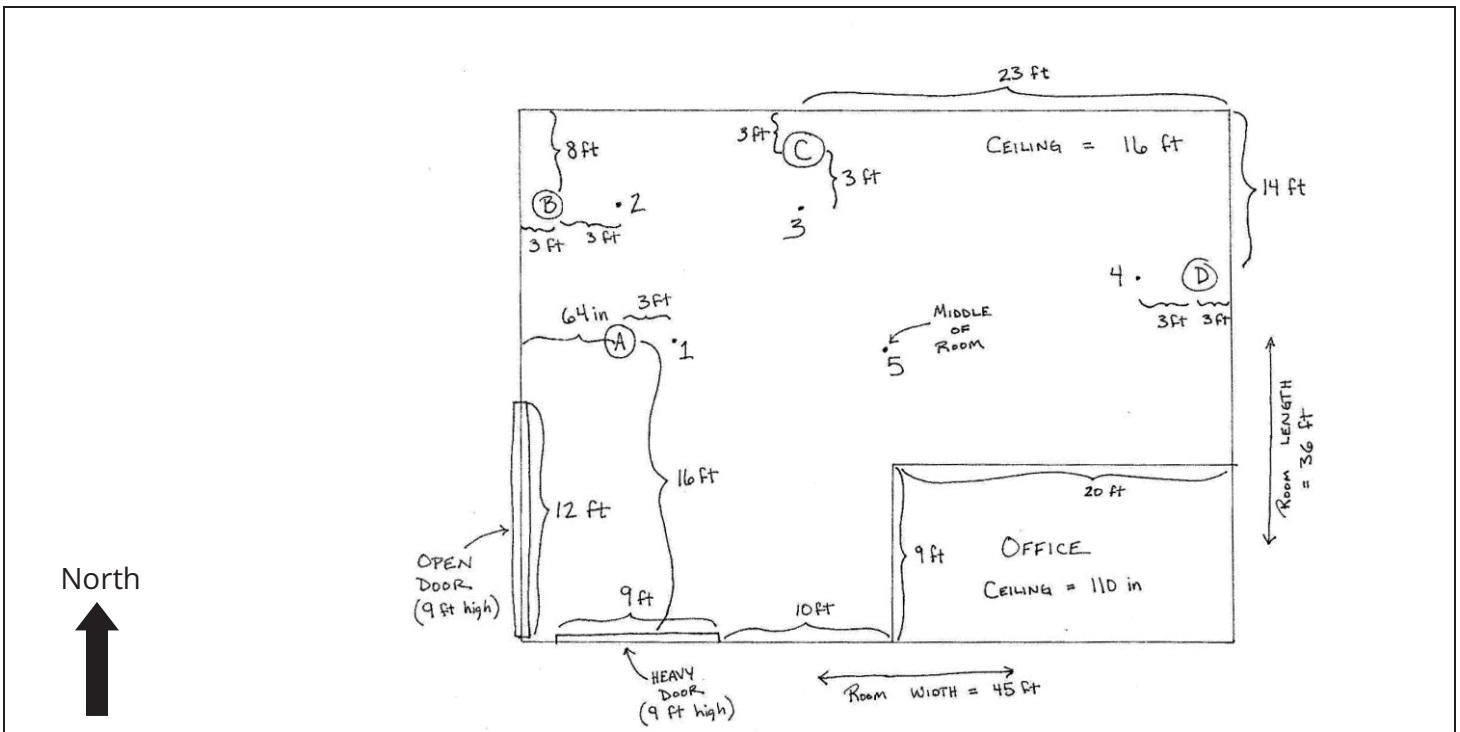 23 ft
3 ft
C
CEILING = 16 ft
8 ft
3 ft
14 ft
B
2
3
3 ft
3 ft
4
D
3 ft
3 ft
3 ft
64 in
A
1
MIDDLE
OF
ROOM
5
ROOM LENGTH
= 36 ft
16 ft
20 ft
12 ft
OPEN
DOOR
(9 ft high)
9 ft
OFFICE
CEILING = 110 in
North
9 ft
10 ft
HEAVY
DOOR
(9 ft high)
ROOM WIDTH = 45 ft